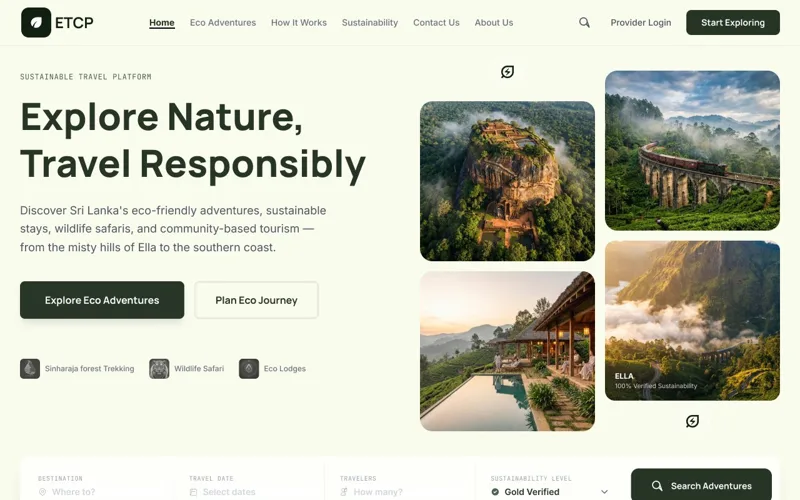 ETCP
Home
Eco Adventures
How It Works
Sustainability
Contact Us
About Us
Provider Login
Start Exploring
SUSTAINABLE TRAVEL PLATFORM
Explore Nature,
Travel Responsibly
Discover Sri Lanka's eco-friendly adventures, sustainable
stays, wildlife safaris, and community-based tourism —
from the misty hills of Ella to the southern coast.
Explore Eco Adventures
Plan Eco Journey
Sinharaja forest Trekking
Wildlife Safari
Eco Lodges
ELLA
100% Verified Sustainability
DESTINATION
Where to?
TRAVEL DATE
Select dates
TRAVELERS
How many?
SUSTAINABILITY LEVEL
Gold Verified
Search Adventures